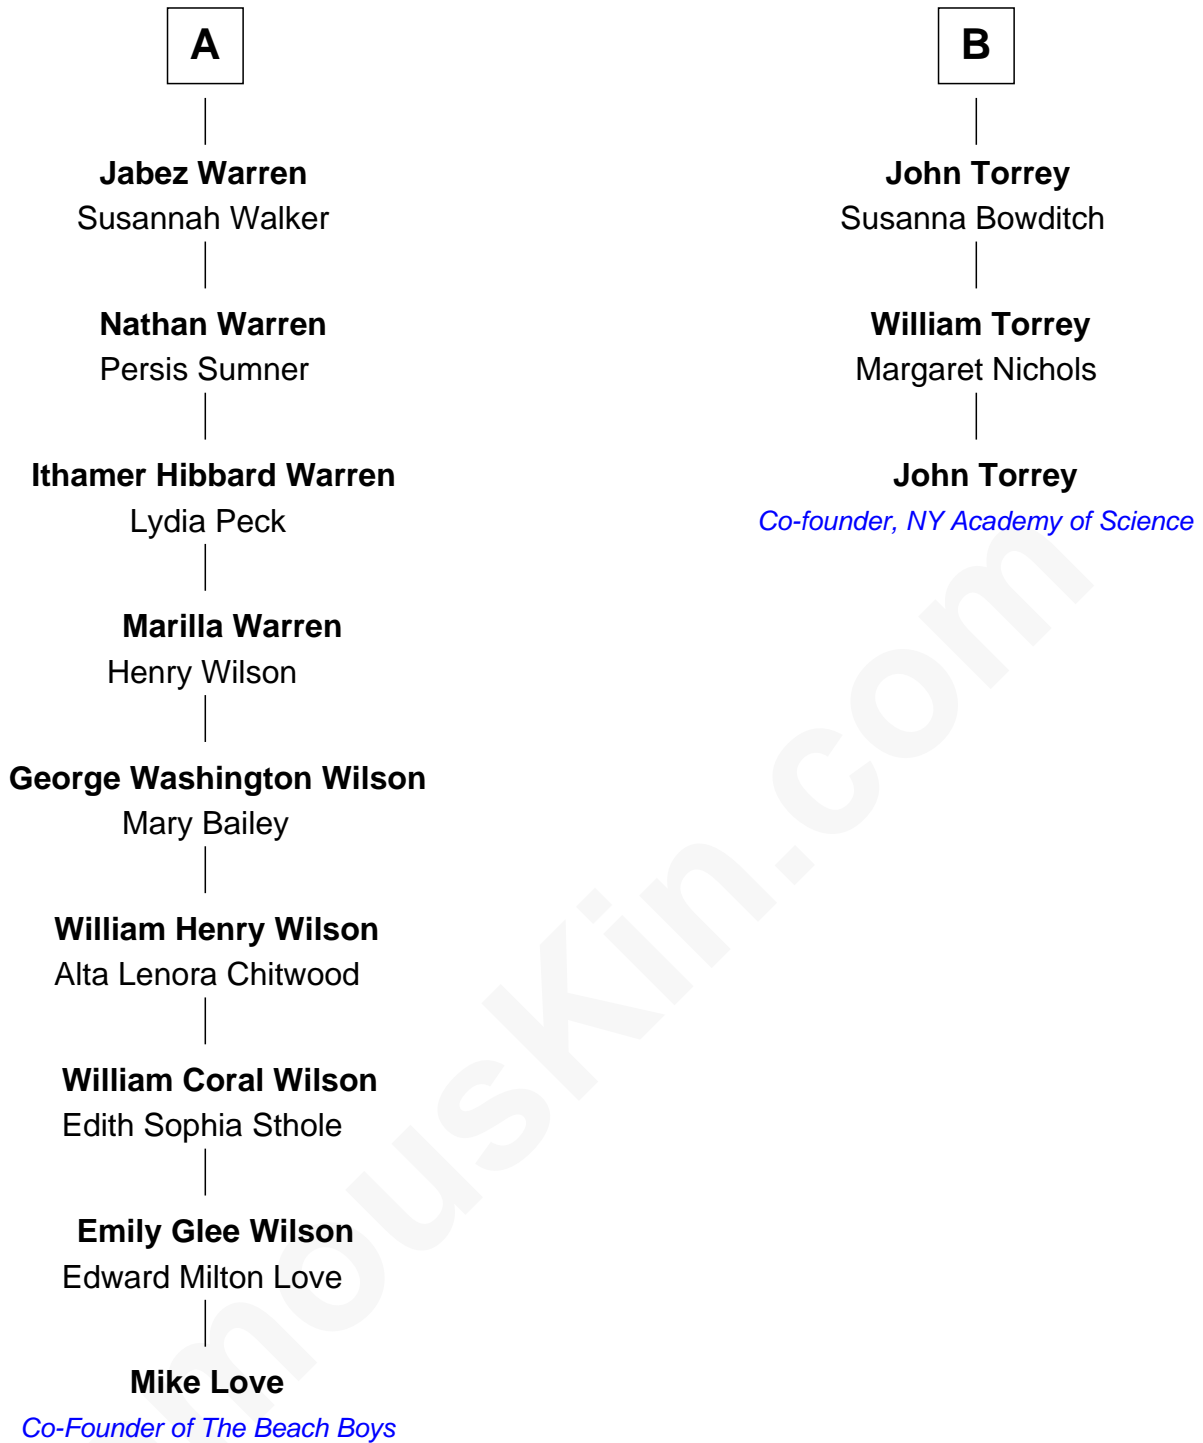 A
Jabez Warren
Susannah Walker
Nathan Warren
Persis Sumner
Ithamer Hibbard Warren
Lydia Peck
Marilla Warren
Henry Wilson
George Washington Wilson
Mary Bailey
William Henry Wilson
Alta Lenora Chitwood
William Coral Wilson
Edith Sophia Sthole
Emily Glee Wilson
Edward Milton Love
Mike Love
Co-Founder of The Beach Boys
B
John Torrey
Susanna Bowditch
William Torrey
Margaret Nichols
John Torrey
Co-founder, NY Academy of Science
mouskin.com